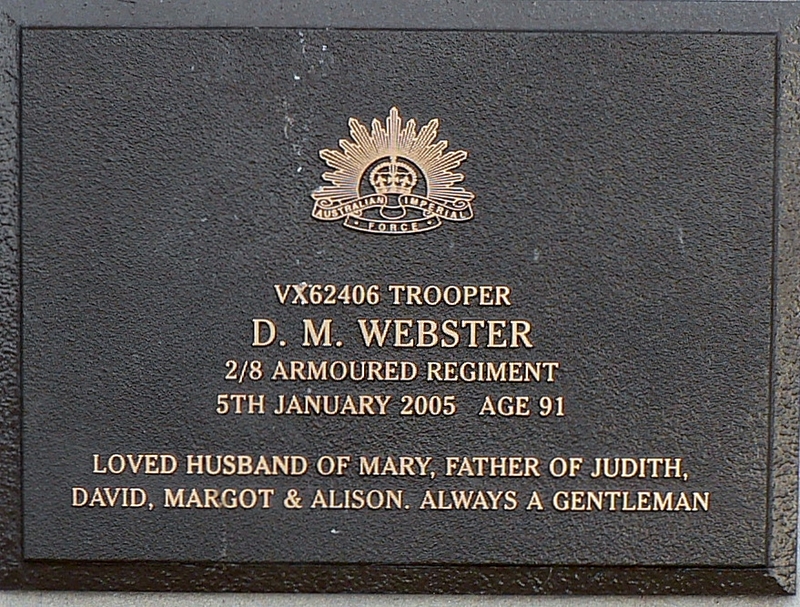 AUSTRALIAN IMPERIAL
FORCE
VX62406 TROOPER
D. M. WEBSTER
2/8 ARMOURED REGIMENT
5TH JANUARY 2005 AGE 91
LOVED HUSBAND OF MARY, FATHER OF JUDITH,
DAVID, MARGOT & ALISON. ALWAYS A GENTLEMAN